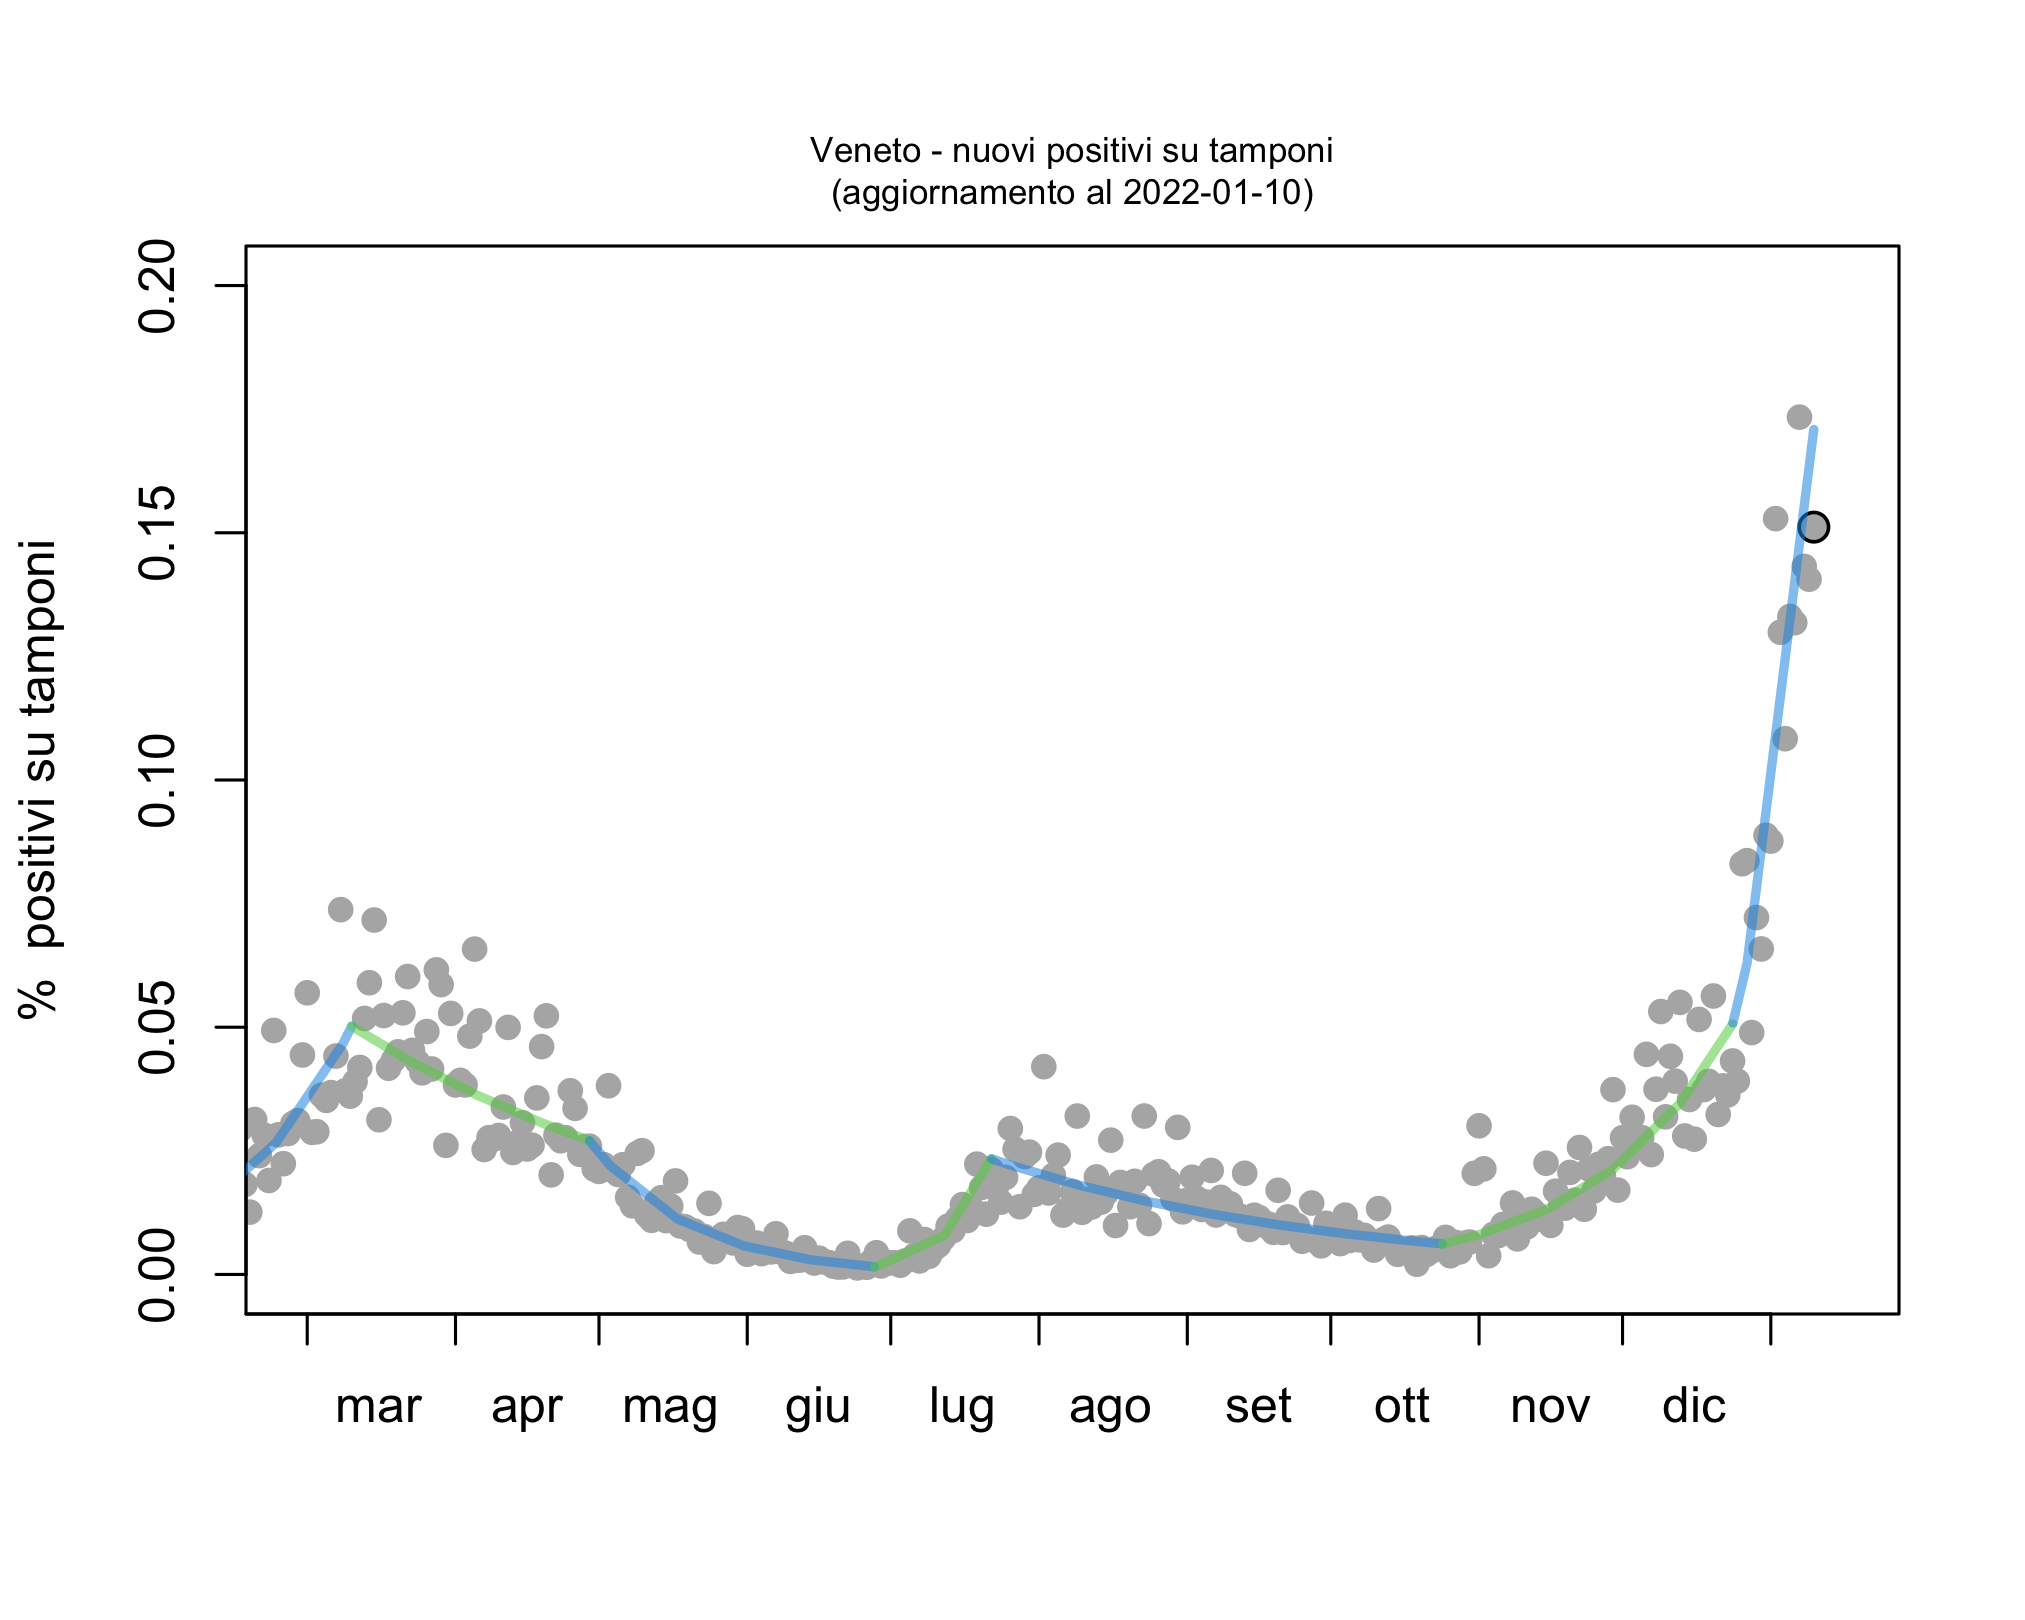 Veneto - nuovi positivi su tamponi
(aggiornamento al 2022-01-10)
% positivi su tamponi
0.20
0.15
0.10
0.05
0.00
mar apr mag giu lug ago set ott nov dic